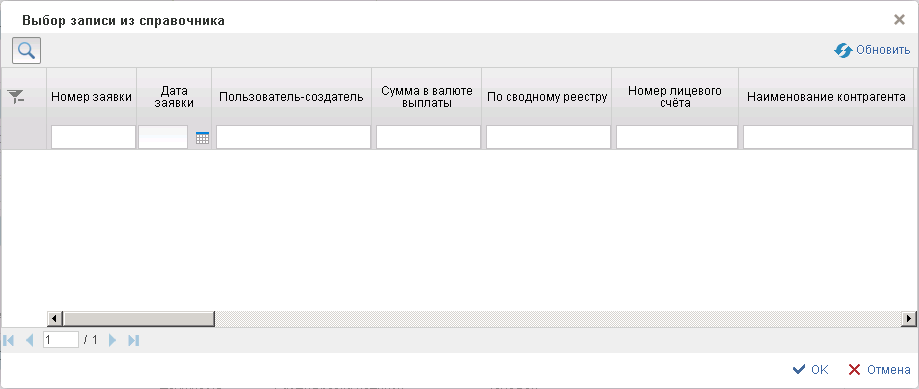 Выбор записи из справочника
Обновить
Номер заявки
Дата
заявки
Пользователь-создатель
Сумма в валюте
выплаты
По сводному реестру
Номер лицевого
счёта
Наименование контрагента
1 / 1
OK
Отмена